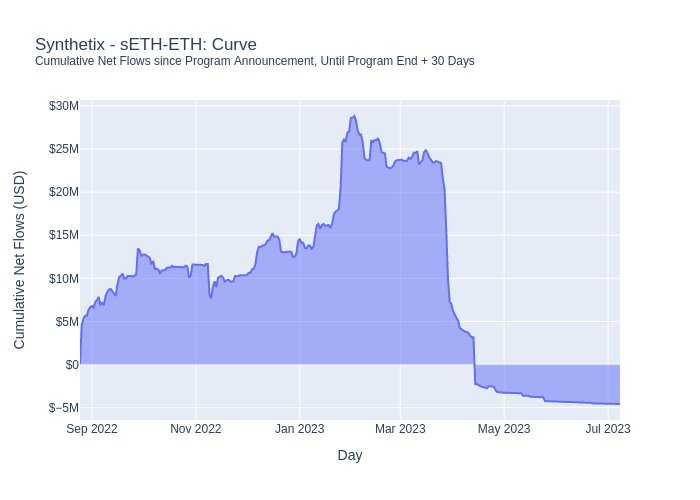 Synthetix - sETH-ETH: Curve
Cumulative Net Flows since Program Announcement, Until Program End + 30 Days
Cumulative Net Flows (USD)
$30M
$25M
$20M
$15M
$10M
$5M
$0
$−5M
Sep 2022 Nov 2022 Jan 2023 Mar 2023 May 2023 Jul 2023
Day